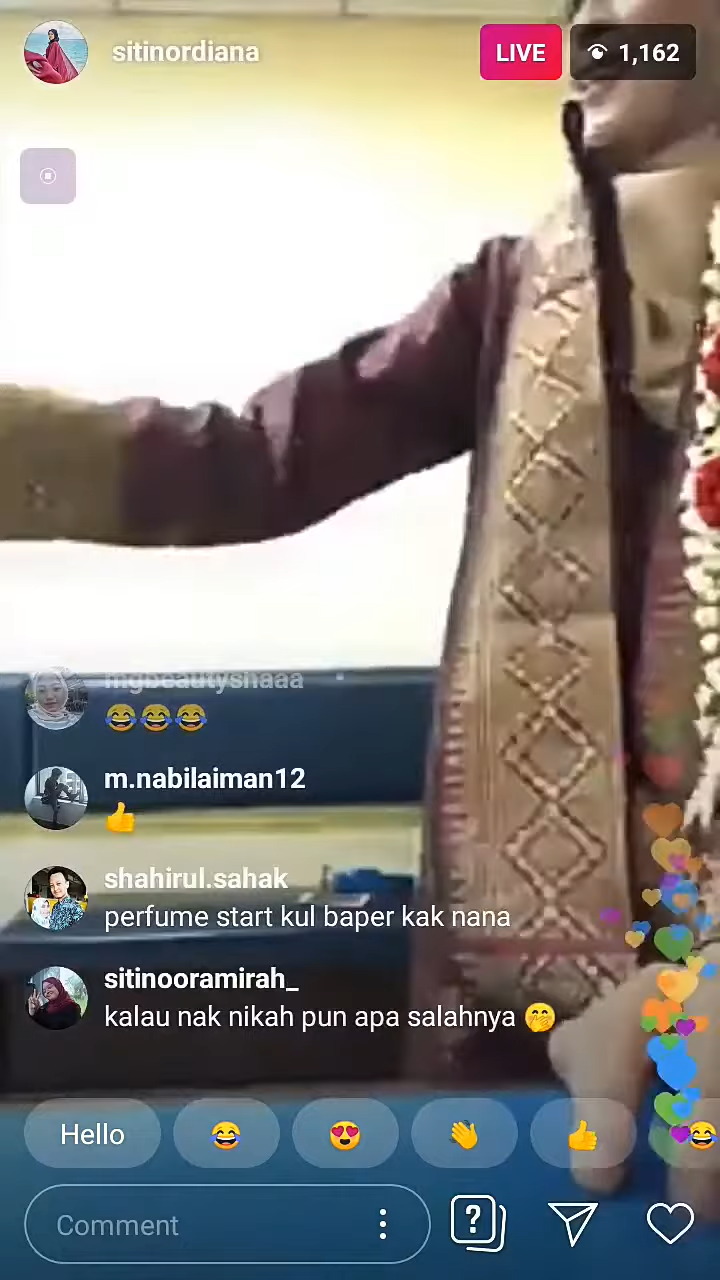 sitinordiana
LIVE
1,162
mgbeautyshaaa
😂😂😂
m.nabilaiman12
👍
shahirul.sahak
perfume start kul baper kak nana
sitinooramirah_
kalau nak nikah pun apa salahnya 🤭
Hello
😂 😍 👋 👍 😂
Comment